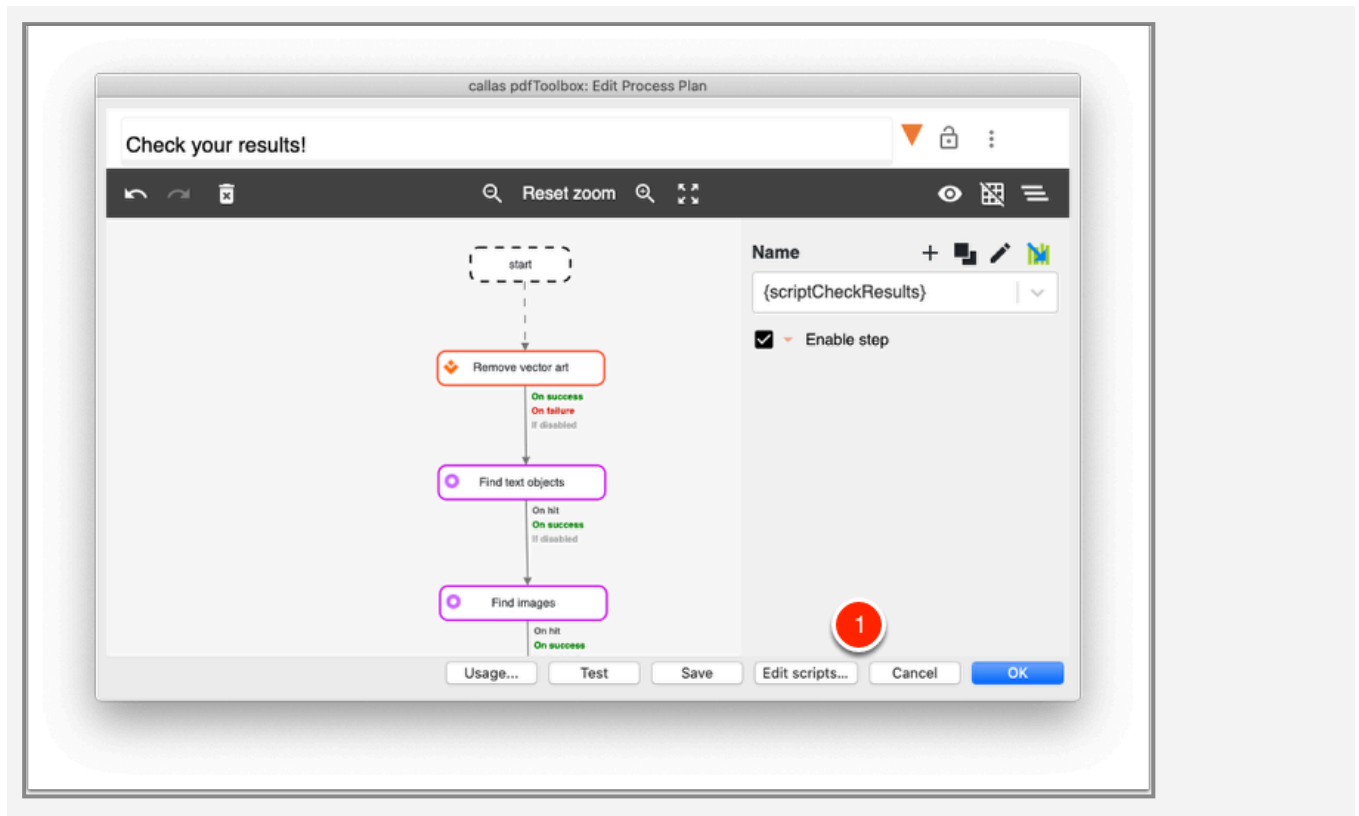 callas pdfToolbox: Edit Process Plan
Check your results!
Reset zoom
start
Remove vector art
On success
On failure
If disabled
Find text objects
On hit
On success
If disabled
Find images
On hit
On success
Name
{scriptCheckResults}
Enable step
1
Usage... Test Save Edit scripts... Cancel OK